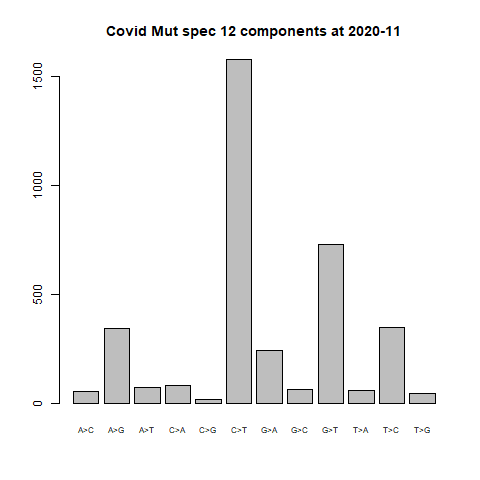 Covid Mut spec 12 components at 2020-11
1500
1000
500
0
A>C A>G A>T C>A C>G C>T G>A G>C G>T T>A T>C T>G